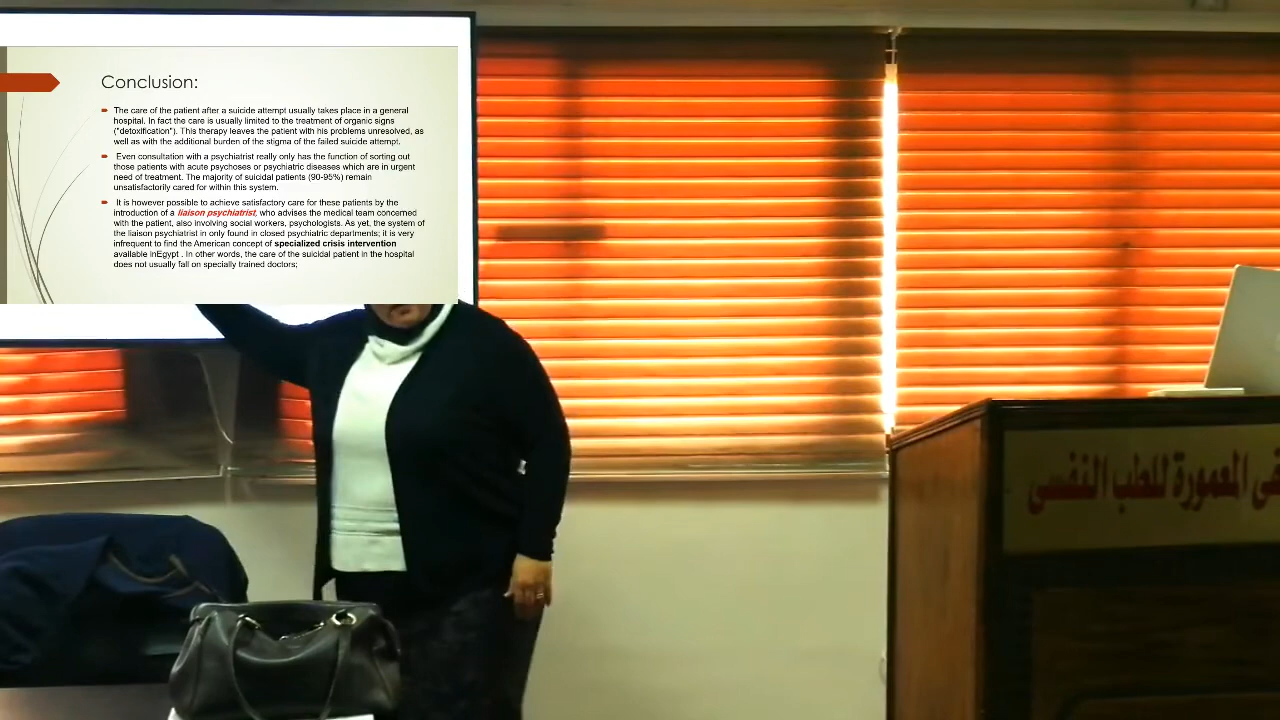 Conclusion:
The care of the patient after a suicide attempt usually takes place in a general
hospital. In fact the care is usually limited to the treatment of organic signs
("detoxification"). This therapy leaves the patient with his problems unresolved, as
well as with the additional burden of the stigma of the failed suicide attempt.
Even consultation with a psychiatrist really only has the function of sorting out
those patients with acute psychoses or psychiatric diseases which are in urgent
need of treatment. The majority of suicidal patients (90-95%) remain
unsatisfactorily cared for within this system.
It is however possible to achieve satisfactory care for these patients by the
introduction of a liaison psychiatrist, who advises the medical team concerned
with the patient, also involving social workers, psychologists. As yet, the system of
the liaison psychiatrist in only found in closed psychiatric departments; it is very
infrequent to find the American concept of specialized crisis intervention
available inEgypt . In other words, the care of the suicidal patient in the hospital
does not usually fall on specially trained doctors;
المعمورة للطب النفسى